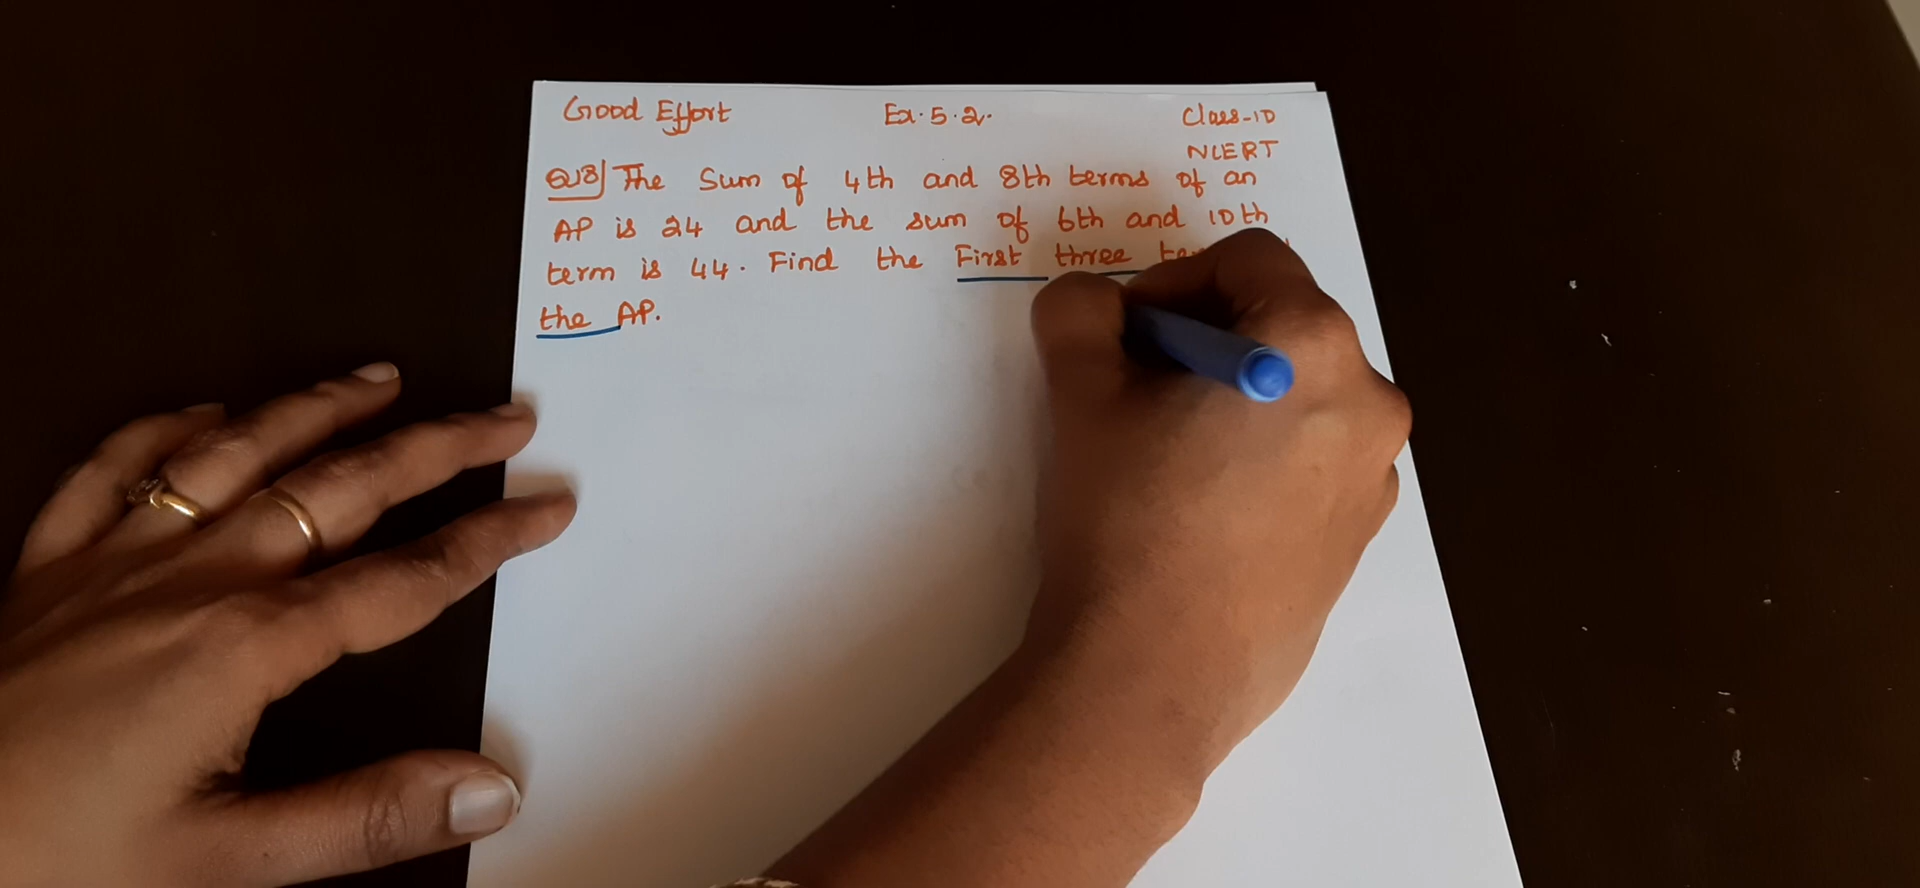 Good Effort Ex. 5.2. Class-10
NCERT
Q18) The Sum of 4th and 8th terms of an
AP is 24 and the sum of 6th and 10th
term is 44. Find the First three
the AP.